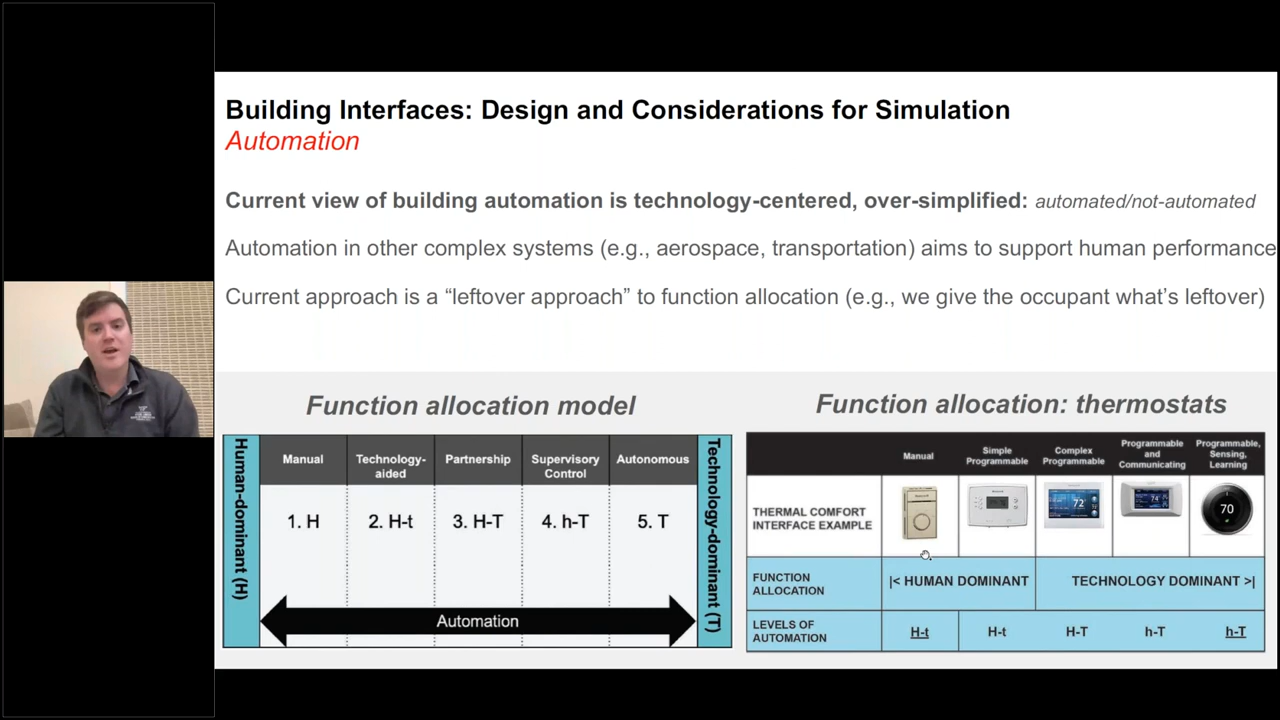 Building Interfaces: Design and Considerations for Simulation
Automation
Current view of building automation is technology-centered, over-simplified: automated/not-automated
Automation in other complex systems (e.g., aerospace, transportation) aims to support human performance
Current approach is a “leftover approach” to function allocation (e.g., we give the occupant what’s leftover)
Function allocation model
Human-dominant (H)
Manual
Technology-
aided
Partnership
Supervisory
Control
Autonomous
1. H
2. H-t
3. H-T
4. h-T
5. T
Automation
Technology-dominant (T)
Function allocation: thermostats
Manual
Simple
Programmable
Complex
Programmable
Programmable
and
Communicating
Programmable,
Sensing,
Learning
THERMAL COMFORT
INTERFACE EXAMPLE
72
70
FUNCTION
ALLOCATION
|< HUMAN DOMINANT
TECHNOLOGY DOMINANT >|
LEVELS OF
AUTOMATION
H-t
H-t
H-T
h-T
h-T